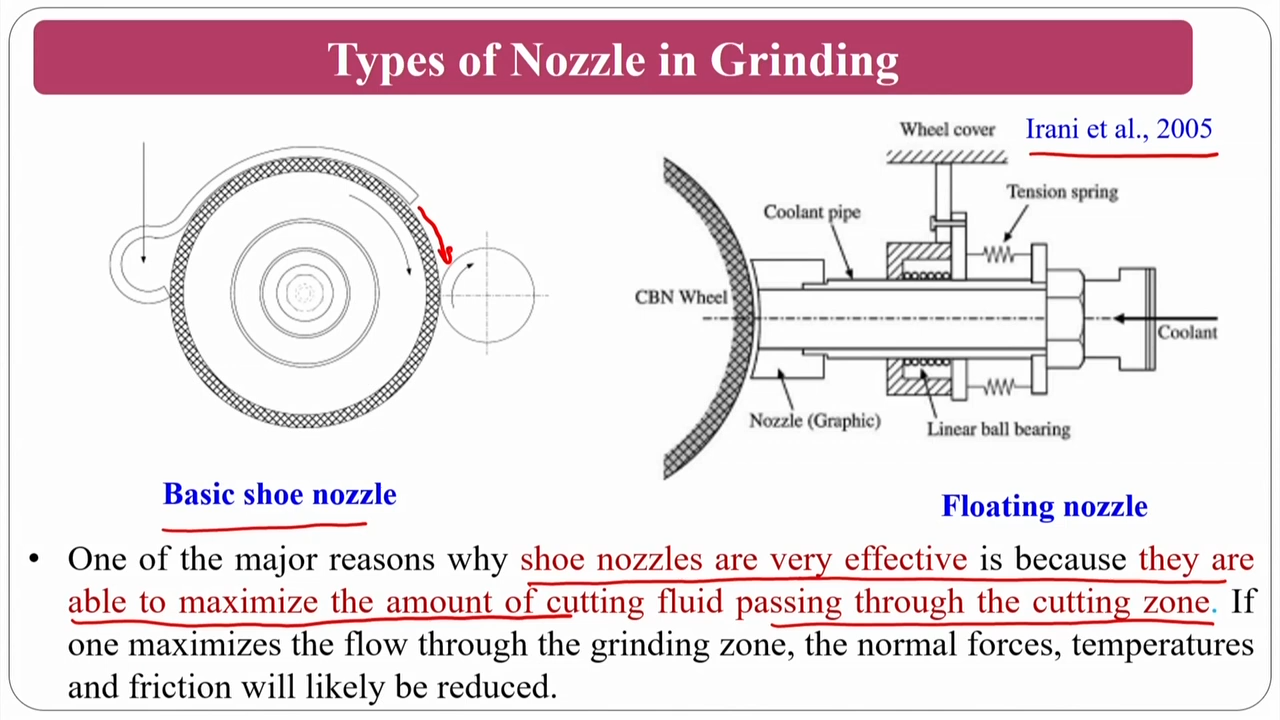 Types of Nozzle in Grinding
Wheel cover
Irani et al., 2005
Tension spring
Coolant pipe
CBN Wheel
Coolant
Nozzle (Graphic)
Linear ball bearing
Basic shoe nozzle
Floating nozzle
• One of the major reasons why shoe nozzles are very effective is because they are
able to maximize the amount of cutting fluid passing through the cutting zone. If
one maximizes the flow through the grinding zone, the normal forces, temperatures
and friction will likely be reduced.